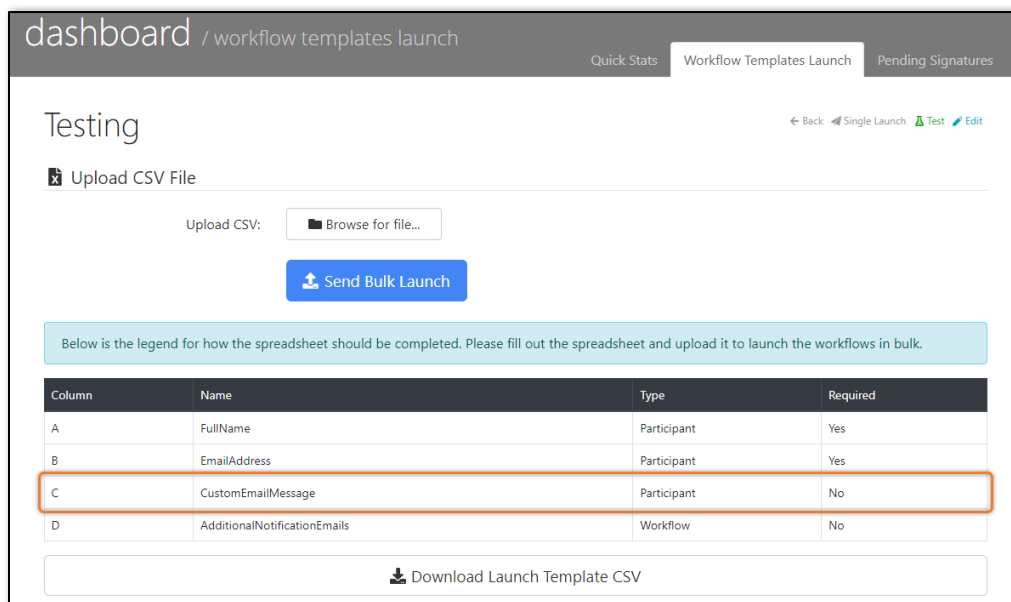 dashboard / workflow templates launch
Quick Stats Workflow Templates Launch Pending Signatures
Testing
Back Single Launch Test Edit
Upload CSV File
Upload CSV: Browse for file...
Send Bulk Launch
Below is the legend for how the spreadsheet should be completed. Please fill out the spreadsheet and upload it to launch the workflows in bulk.
Column Name Type Required
A FullName Participant Yes
B EmailAddress Participant Yes
C CustomEmailMessage Participant No
D AdditionalNotificationEmails Workflow No
Download Launch Template CSV